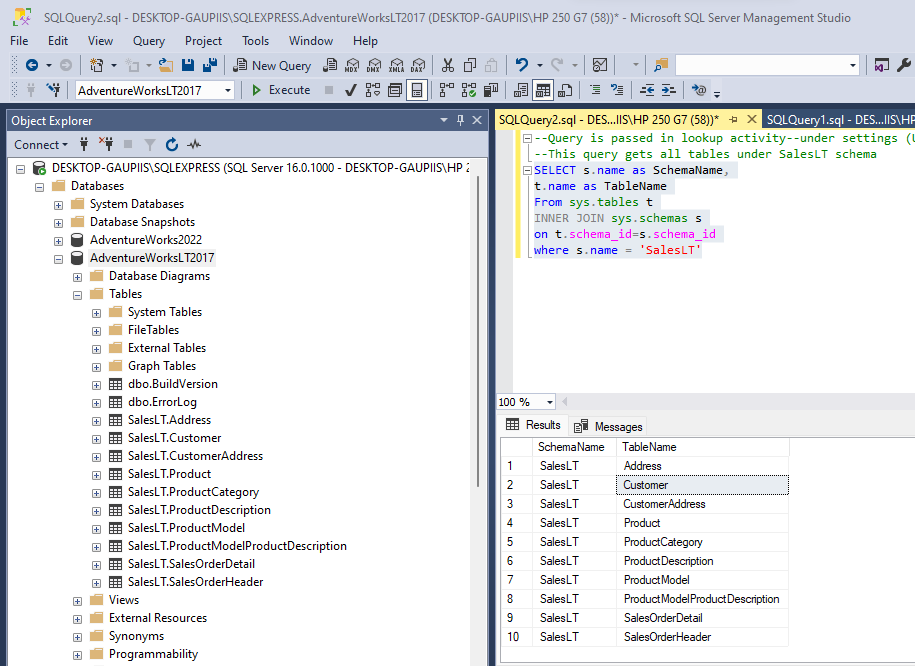 SQLQuery2.sql - DESKTOP-GAUPIIS\SQLEXPRESS.AdventureWorksLT2017 (DESKTOP-GAUPIIS\HP 250 G7 (58))* - Microsoft SQL Server Management Studio
File Edit View Query Project Tools Window Help
New Query MDX DMX XMLA DAX
AdventureWorksLT2017 Execute
Object Explorer
Connect
DESKTOP-GAUPIIS\SQLEXPRESS (SQL Server 16.0.1000 - DESKTOP-GAUPIIS\HP 2
Databases
System Databases
Database Snapshots
AdventureWorks2022
AdventureWorksLT2017
Database Diagrams
Tables
System Tables
FileTables
External Tables
Graph Tables
dbo.BuildVersion
dbo.ErrorLog
SalesLT.Address
SalesLT.Customer
SalesLT.CustomerAddress
SalesLT.Product
SalesLT.ProductCategory
SalesLT.ProductDescription
SalesLT.ProductModel
SalesLT.ProductModelProductDescription
SalesLT.SalesOrderDetail
SalesLT.SalesOrderHeader
Views
External Resources
Synonyms
Programmability
SQLQuery2.sql - DES...IIS\HP 250 G7 (58))* SQLQuery1.sql - DES...IIS\HP
--Query is passed in lookup activity--under settings (
--This query gets all tables under SalesLT schema
SELECT s.name as SchemaName,
t.name as TableName
From sys.tables t
INNER JOIN sys.schemas s
on t.schema_id=s.schema_id
where s.name = 'SalesLT'
100 %
Results Messages
SchemaName TableName
1 SalesLT Address
2 SalesLT Customer
3 SalesLT CustomerAddress
4 SalesLT Product
5 SalesLT ProductCategory
6 SalesLT ProductDescription
7 SalesLT ProductModel
8 SalesLT ProductModelProductDescription
9 SalesLT SalesOrderDetail
10 SalesLT SalesOrderHeader